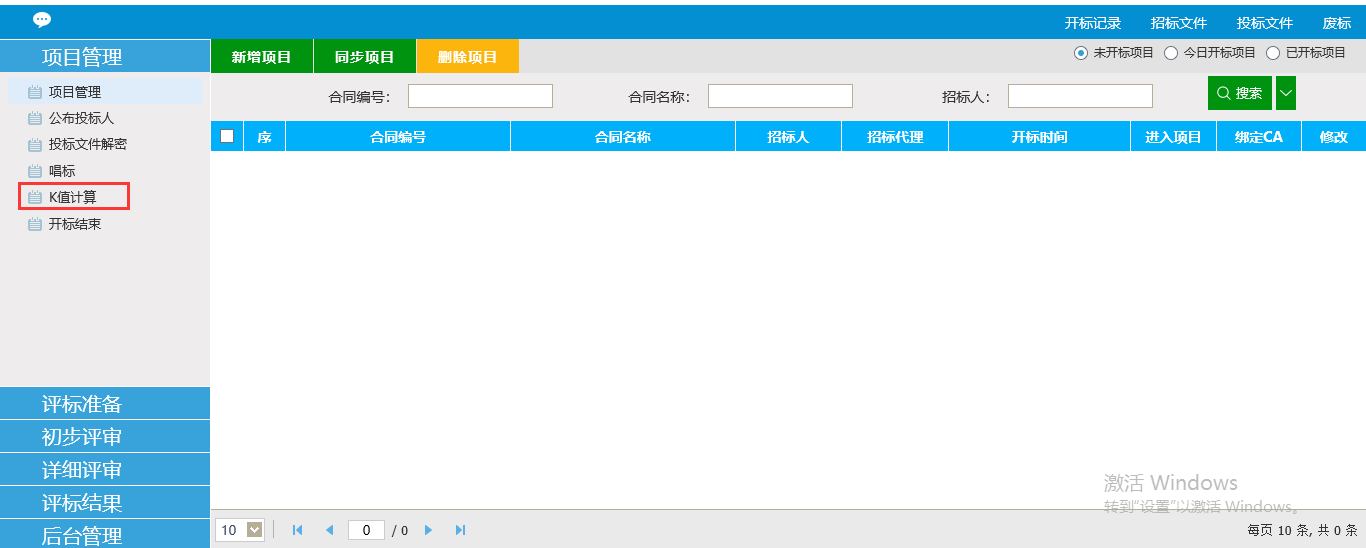 开标记录 招标文件 投标文件 废标
项目管理
新增项目 同步项目 删除项目
未开标项目 今日开标项目 已开标项目
项目管理
公布投标人
投标文件解密
唱标
K值计算
开标结束
合同编号： 合同名称： 招标人： 搜索
序 合同编号 合同名称 招标人 招标代理 开标时间 进入项目 绑定CA 修改
评标准备
初步评审
详细评审
评标结果
后台管理
激活 Windows
转到"设置"以激活 Windows。
10 0 / 0 每页 10 条, 共 0 条